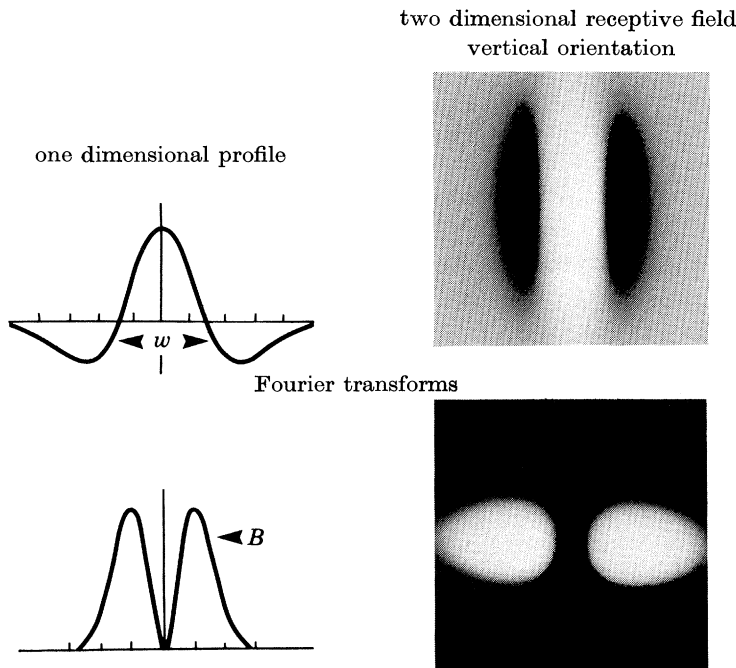 two dimensional receptive field
vertical orientation
one dimensional profile
w
Fourier transforms
B